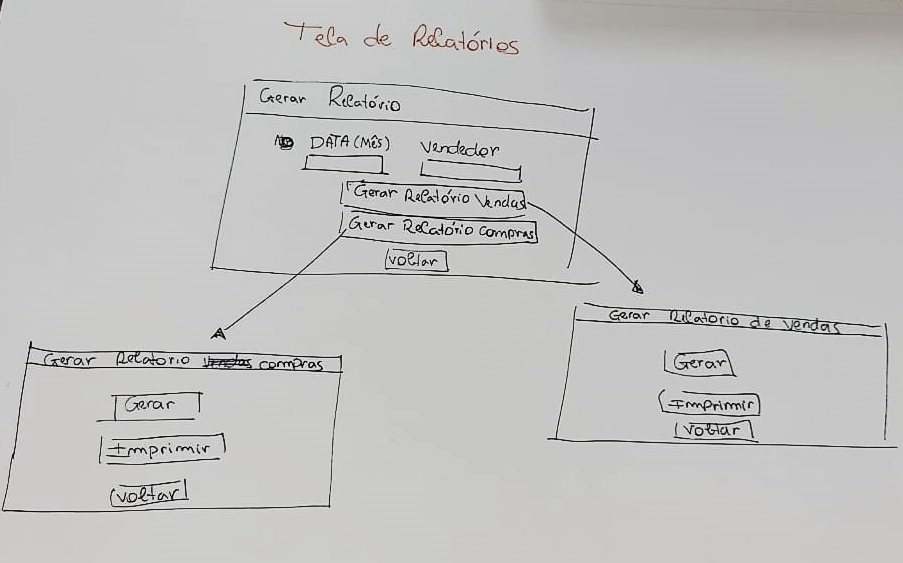 Tela de Relatórios
Gerar Relatório
DATA (Mês) Vendedor
Gerar Relatório Vendas
Gerar Relatório compras
voltar
Gerar Relatorio de vendas
Gerar
Imprimir
voltar
Gerar Relatorio compras
Gerar
Imprimir
voltar